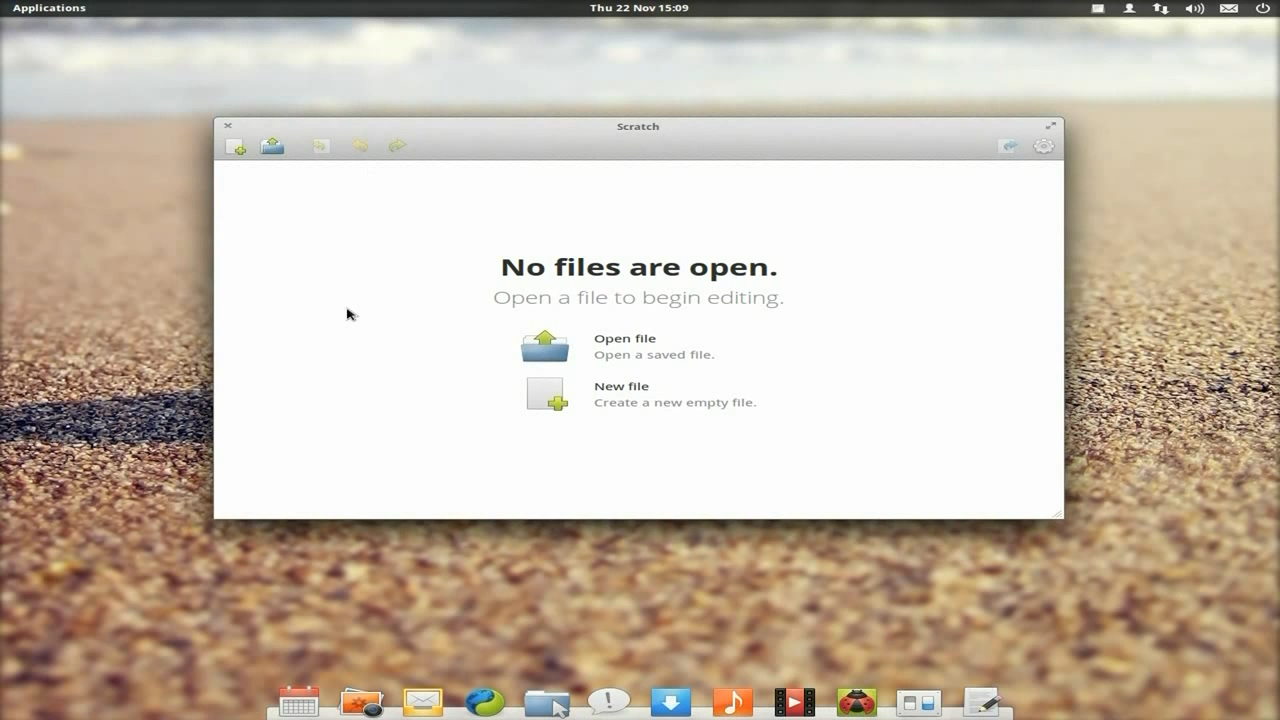 Applications
Thu 22 Nov 15:09
Scratch
No files are open.
Open a file to begin editing.
Open file
Open a saved file.
New file
Create a new empty file.